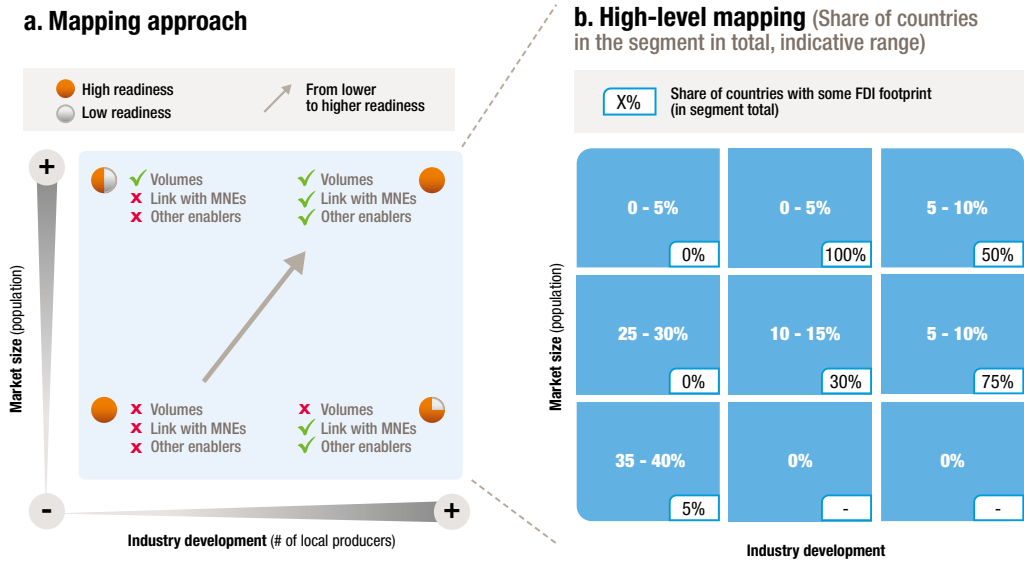 a. Mapping approach
High readiness
Low readiness
From lower
to higher readiness
+
Volumes
Link with MNEs
Other enablers
Volumes
Link with MNEs
Other enablers
Market size (population)
Volumes
Link with MNEs
Other enablers
Volumes
Link with MNEs
Other enablers
-
+
Industry development (# of local producers)
b. High-level mapping (Share of countries
in the segment in total, indicative range)
X%
Share of countries with some FDI footprint
(in segment total)
Market size (population)
0 - 5%
0%
0 - 5%
100%
5 - 10%
50%
25 - 30%
0%
10 - 15%
30%
5 - 10%
75%
35 - 40%
5%
0%
-
0%
-
Industry development